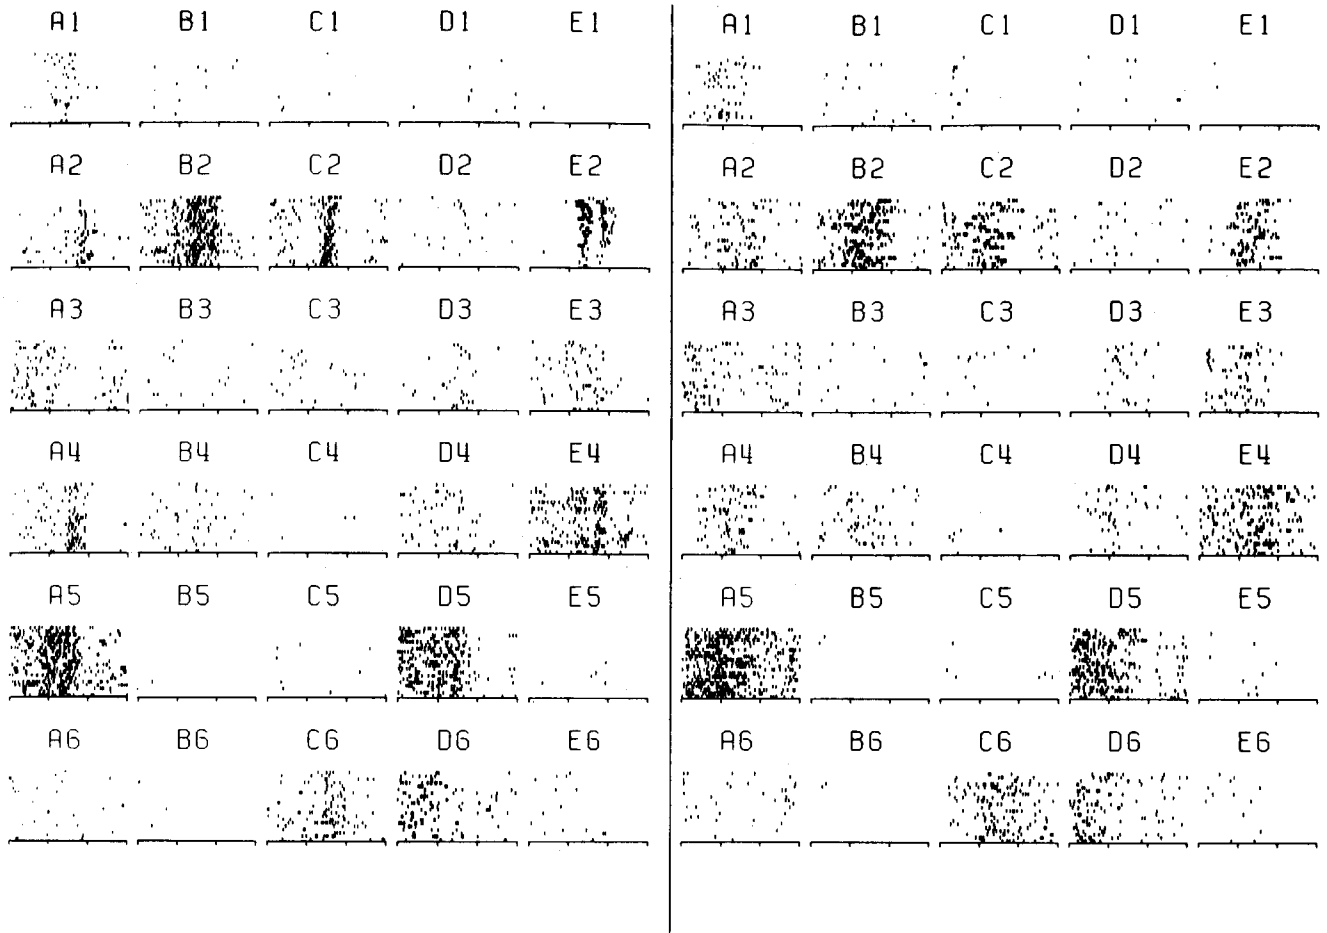 A1 B1 C1 D1 E1 A1 B1 C1 D1 E1
A2 B2 C2 D2 E2 A2 B2 C2 D2 E2
A3 B3 C3 D3 E3 A3 B3 C3 D3 E3
A4 B4 C4 D4 E4 A4 B4 C4 D4 E4
A5 B5 C5 D5 E5 A5 B5 C5 D5 E5
A6 B6 C6 D6 E6 A6 B6 C6 D6 E6